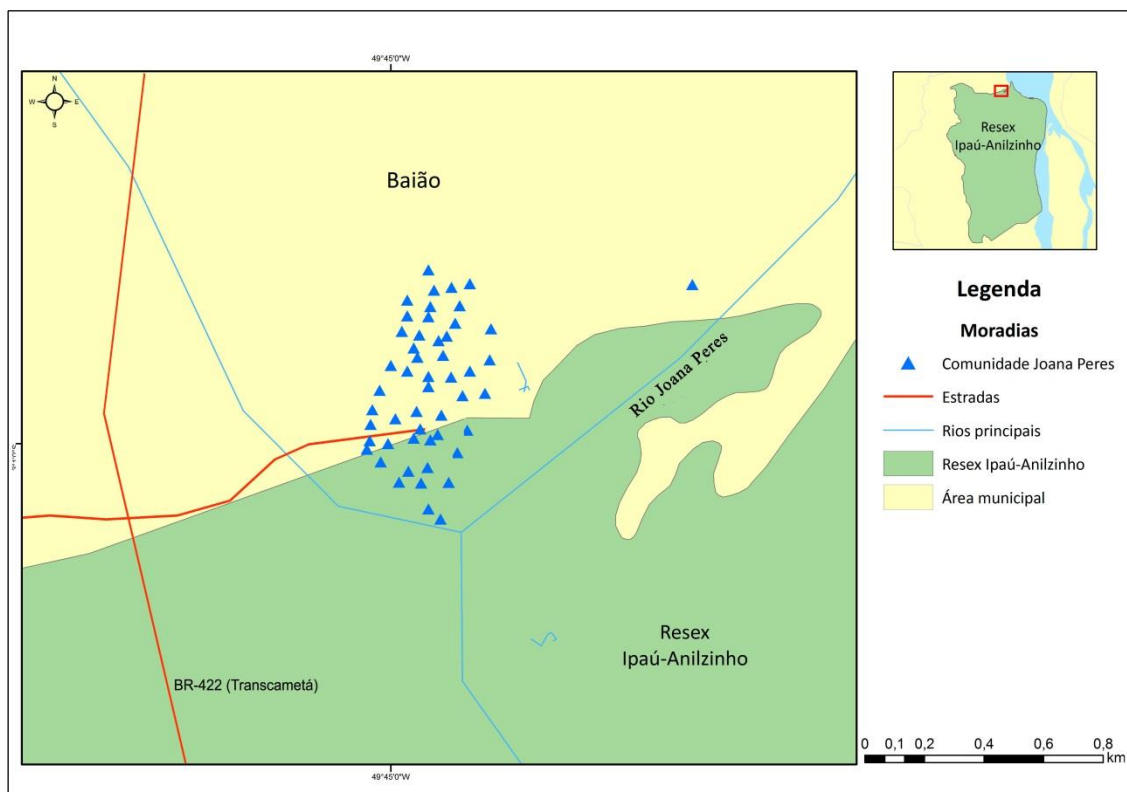 49°45'0"W
N
W
E
S
Baião
Rio Joana Peres
Resex
Ipaú-Anilzinho
BR-422 (Transcametá)
49°45'0"W
Resex
Ipaú-Anilzinho
Legenda
Moradias
Comunidade Joana Peres
Estradas
Rios principais
Resex Ipaú-Anilzinho
Área municipal
0 0,1 0,2 0,4 0,6 0,8
km